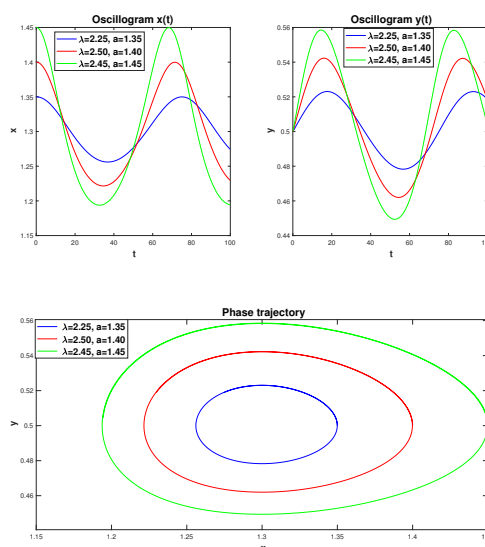 Oscillogram x(t)
λ=2.25, a=1.35
λ=2.50, a=1.40
λ=2.45, a=1.45
1.45
1.4
1.35
1.3
1.25
1.2
1.15
x
0 20 40 60 80 100
t
Oscillogram y(t)
λ=2.25, a=1.35
λ=2.50, a=1.40
λ=2.45, a=1.45
0.56
0.54
0.52
0.5
0.48
0.46
0.44
y
0 20 40 60 80
t
Phase trajectory
λ=2.25, a=1.35
λ=2.50, a=1.40
λ=2.45, a=1.45
0.56
0.54
0.52
0.5
0.48
0.46
y
1.15 1.2 1.25 1.3 1.35 1.4